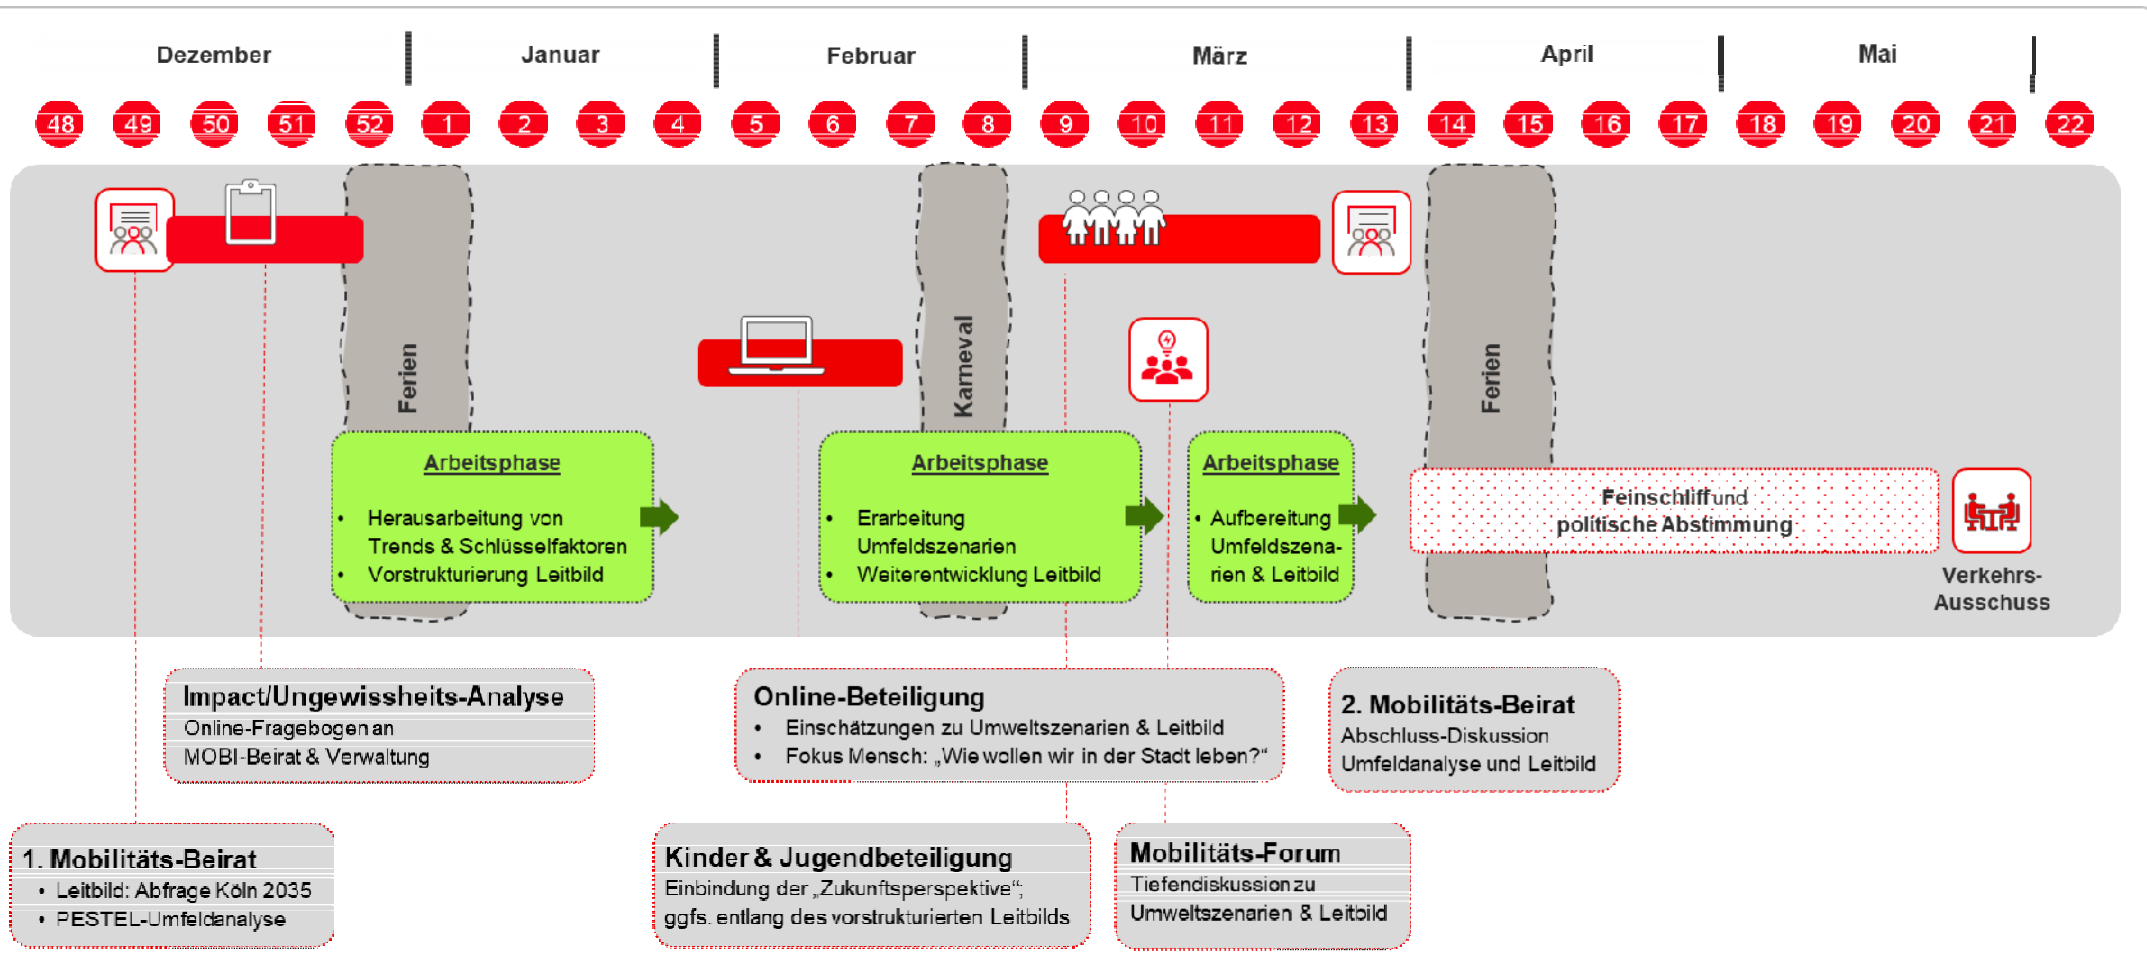 Dezember Januar Februar März April Mai
48 49 50 51 52 1 2 3 4 5 6 7 8 9 10 11 12 13 14 15 16 17 18 19 20 21 22
Ferien
Karneval
Ferien
Arbeitsphase
• Herausarbeitung von
Trends & Schlüsselfaktoren
• Vorstrukturierung Leitbild
Arbeitsphase
• Erarbeitung
Umfeldszenarien
• Weiterentwicklung Leitbild
Arbeitsphase
• Aufbereitung
Umfeldszena-
rien & Leitbild
Feinschliff und
politische Abstimmung
Verkehrs-
Ausschuss
Impact/Ungewissheits-Analyse
Online-Fragebogen an
MOBI-Beirat & Verwaltung
Online-Beteiligung
• Einschätzungen zu Umweltszenarien & Leitbild
• Fokus Mensch: „Wie wollen wir in der Stadt leben?“
2. Mobilitäts-Beirat
Abschluss-Diskussion
Umfeldanalyse und Leitbild
1. Mobilitäts-Beirat
• Leitbild: Abfrage Köln 2035
• PESTEL-Umfeldanalyse
Kinder & Jugendbeteiligung
Einbindung der „Zukunftsperspektive“;
ggfs. entlang des vorstrukturierten Leitbilds
Mobilitäts-Forum
Tiefendiskussion zu
Umweltszenarien & Leitbild